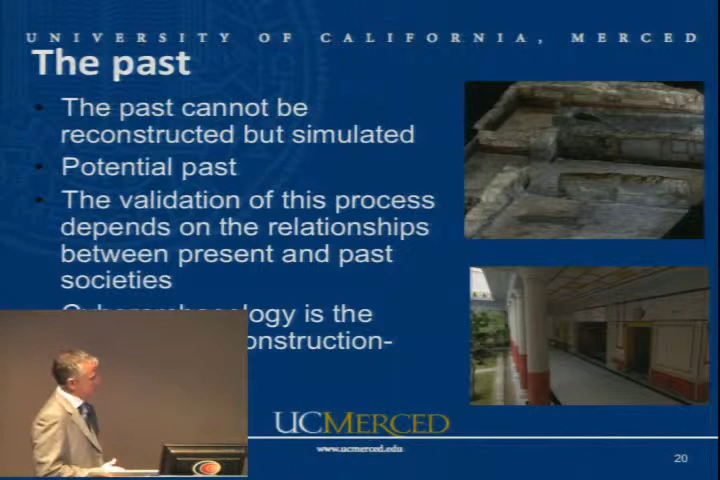 UNIVERSITY OF CALIFORNIA, MERCED
The past
The past cannot be
reconstructed but simulated
Potential past
The validation of this process
depends on the relationships
between present and past
societies
is the
UCMERCED
www.ucmerced.edu
20